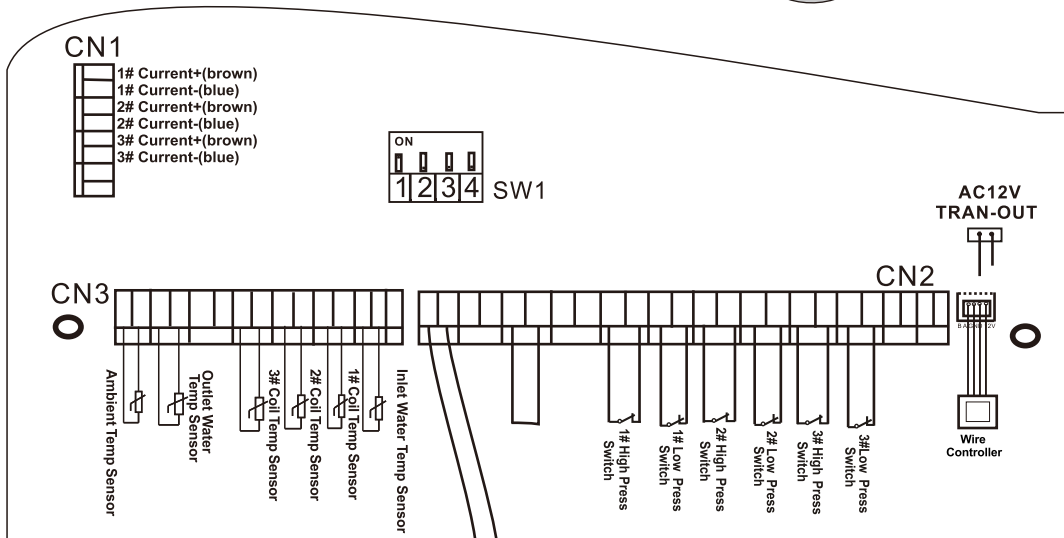 CN1
1# Current+(brown)
1# Current-(blue)
2# Current+(brown)
2# Current-(blue)
3# Current+(brown)
3# Current-(blue)
ON
1 2 3 4
SW1
AC12V
TRAN-OUT
CN3
CN2
B A GND 12V
Ambient Temp Sensor
Outlet Water
Temp Sensor
3# Coil Temp Sensor
2# Coil Temp Sensor
1# Coil Temp Sensor
Inlet Water Temp Sensor
1# High Press
Switch
1# Low Press
Switch
2# High Press
Switch
2# Low Press
Switch
3# High Press
Switch
3#Low Press
Switch
Wire
Controller